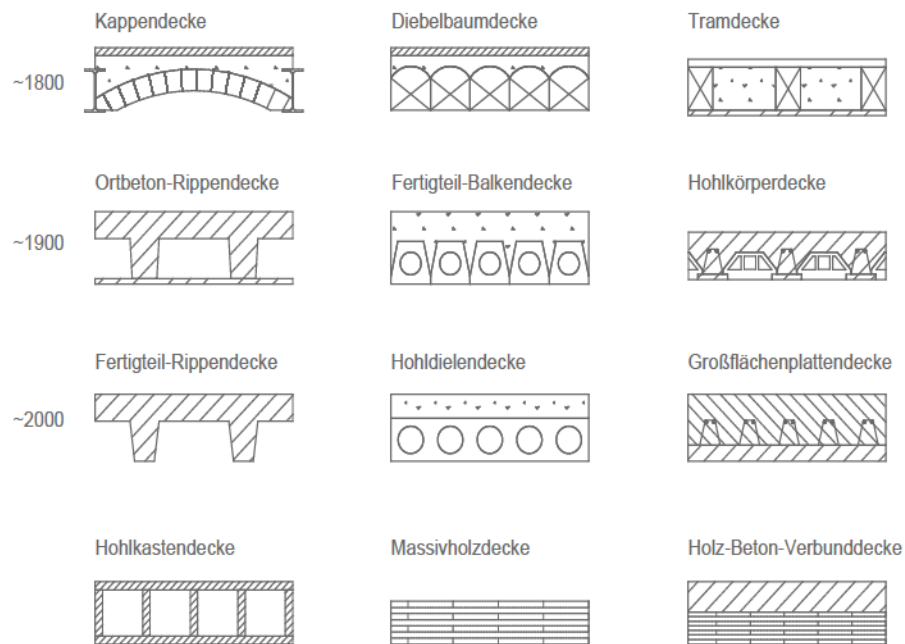 Kappendecke
Diebelbaumdecke
Tramdecke
~1800
Ortbeton-Rippendecke
Fertigteil-Balkendecke
Hohlkörperdecke
~1900
Fertigteil-Rippendecke
Hohldielendecke
Großflächenplattendecke
~2000
Hohlkastendecke
Massivholzdecke
Holz-Beton-Verbunddecke